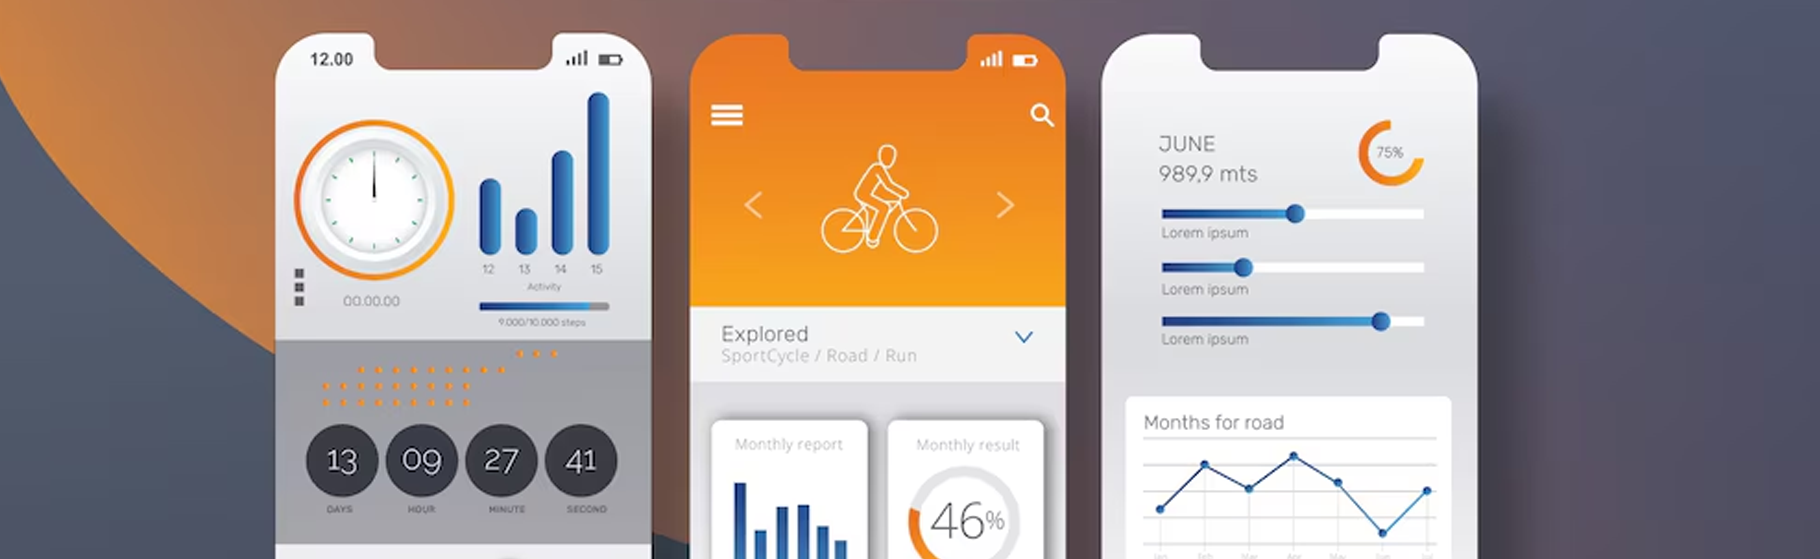 12.00
12 13 14 15
Activity
00.00.00
9.000/10.000 steps
13 09 27 41
DAYS HOUR MINUTE SECOND
Explored
SportCycle / Road / Run
Monthly report
Monthly result
46%
JUNE
989,9 mts
75%
Lorem ipsum
Lorem ipsum
Lorem ipsum
Months for road